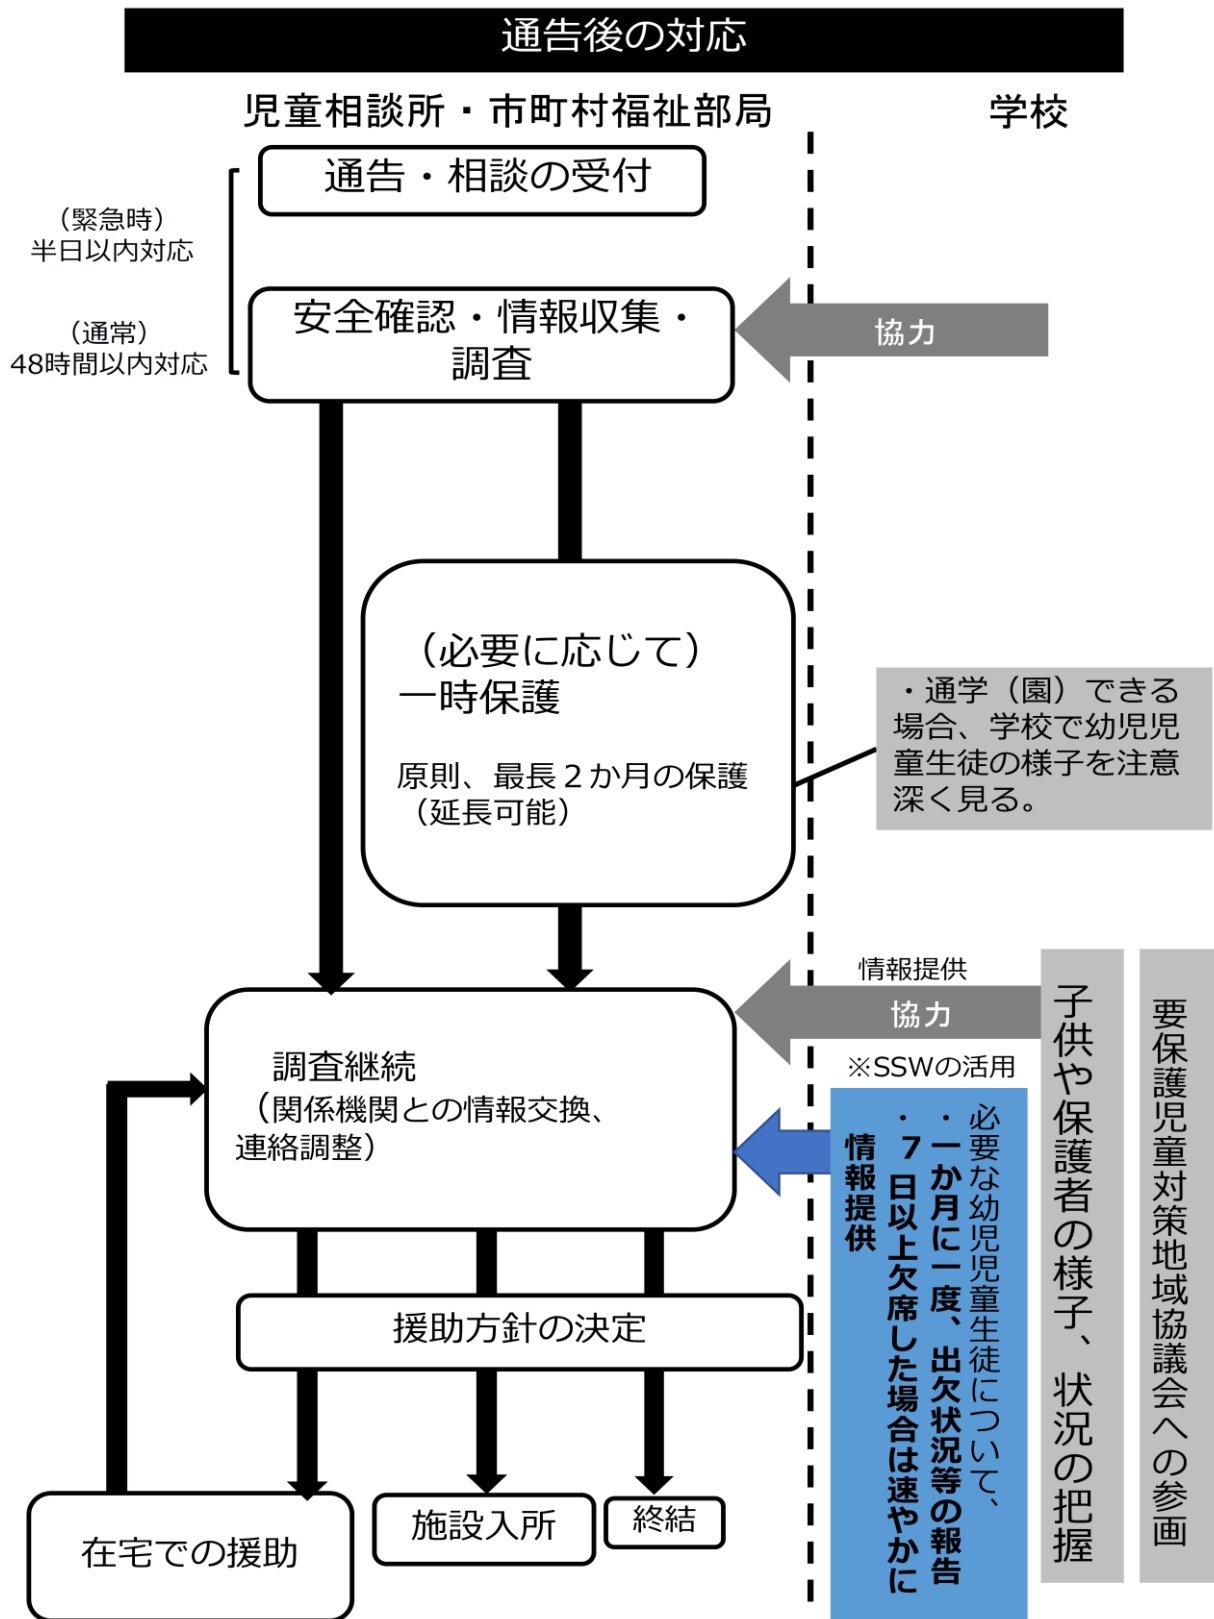 通告後の対応
児童相談所・市町村福祉部局
学校
通告・相談の受付
（緊急時）
半日以内対応
（通常）
48時間以内対応
安全確認・情報収集・
調査
協力
（必要に応じて）
一時保護
原則、最長２か月の保護
（延長可能）
・通学（園）できる
場合、学校で幼児児
童生徒の様子を注意
深く見る。
情報提供
協力
※SSWの活用
調査継続
（関係機関との情報交換、
連絡調整）
必要な幼児児童生徒について、
・一か月に一度、出欠状況等の報告
・７日以上欠席した場合は速やかに
情報提供
子供や保護者の様子、状況の把握
要保護児童対策地域協議会への参画
援助方針の決定
在宅での援助
施設入所
終結